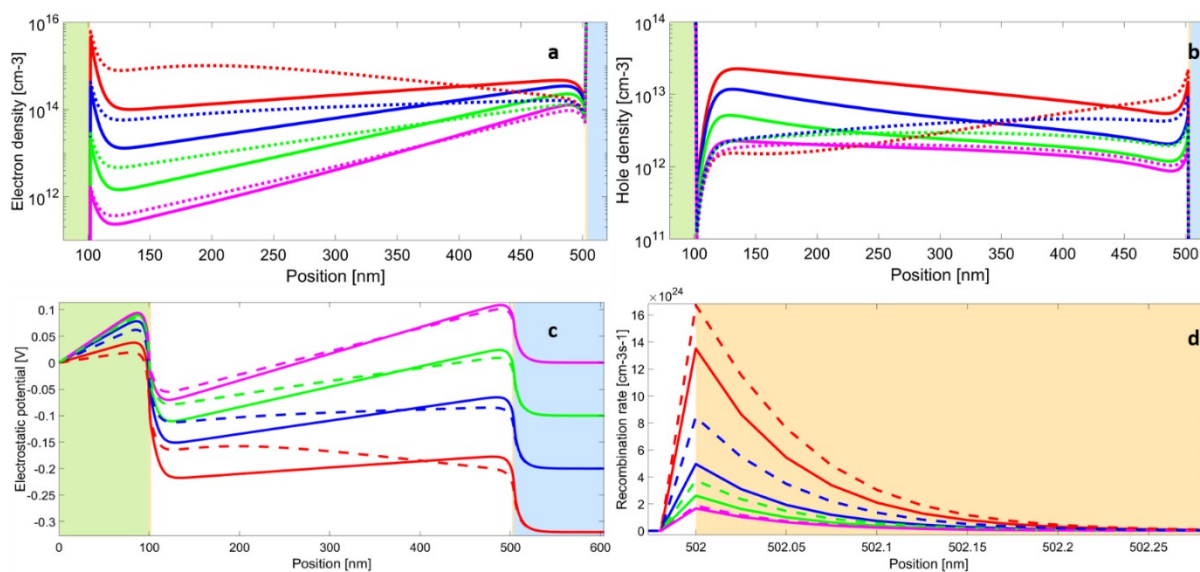 a
Electron density [cm-3]
10^16
10^14
10^12
100 150 200 250 300 350 400 450 500
Position [nm]
b
Hole density [cm-3]
10^14
10^13
10^12
10^11
100 150 200 250 300 350 400 450 500
Position [nm]
c
Electrostatic potential [V]
0.1
0.05
0
-0.05
-0.1
-0.15
-0.2
-0.25
-0.3
0 100 200 300 400 500 600
Position [nm]
×10^24
d
Recombination rate [cm-3s-1]
16
14
12
10
8
6
4
2
0
502 502.05 502.1 502.15 502.2 502.25
Position [nm]